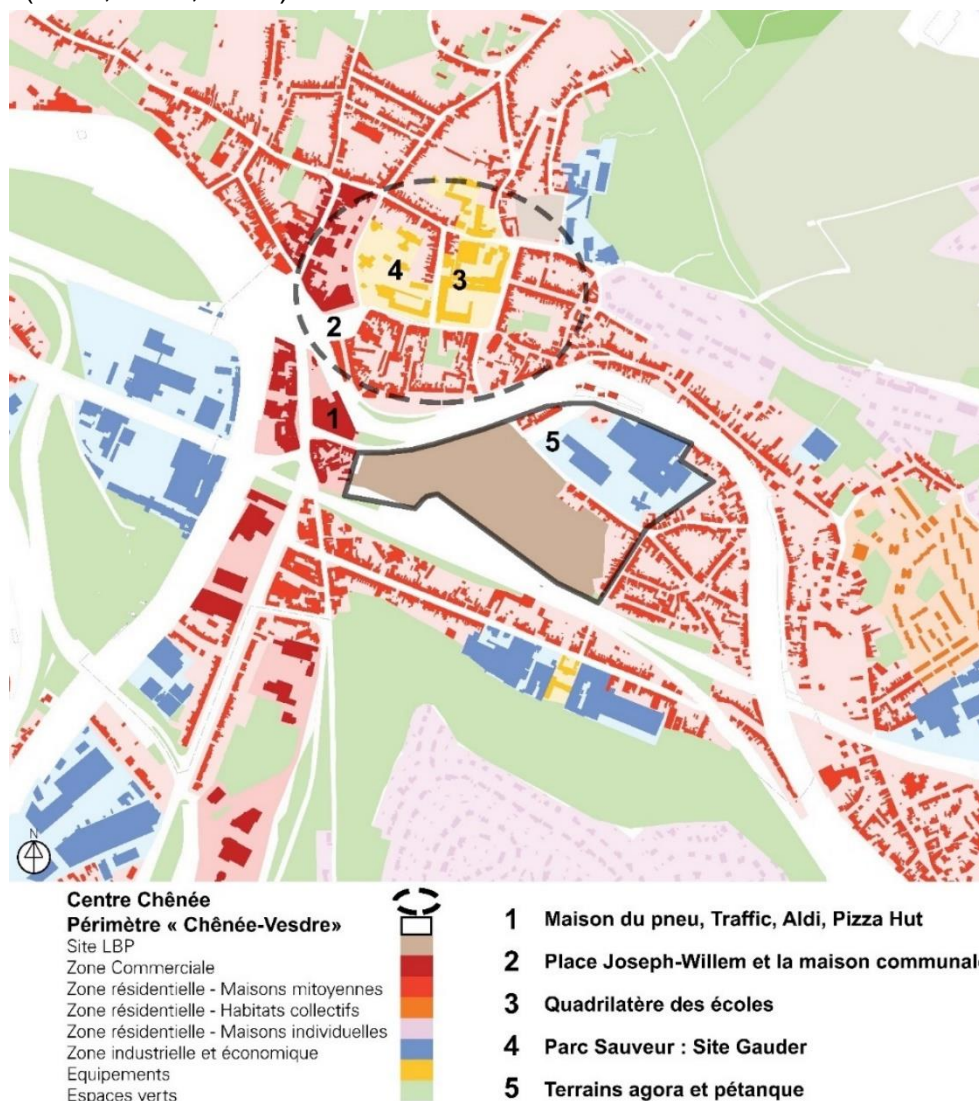 4
3
2
1
5
N
Centre Chênée
Périmètre « Chênée-Vesdre»
Site LBP
Zone Commerciale
Zone résidentielle - Maisons mitoyennes
Zone résidentielle - Habitats collectifs
Zone résidentielle - Maisons individuelles
Zone industrielle et économique
Equipements
Espaces verts
1 Maison du pneu, Traffic, Aldi, Pizza Hut
2 Place Joseph-Willem et la maison communale
3 Quadrilatère des écoles
4 Parc Sauveur : Site Gauder
5 Terrains agora et pétanque